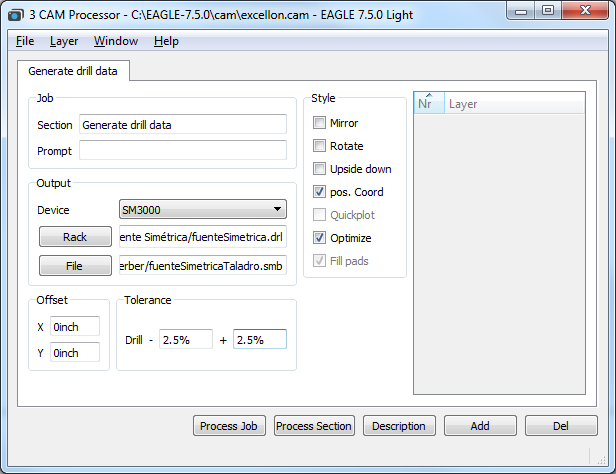 3 CAM Processor - C:\EAGLE-7.5.0\cam\excellon.cam - EAGLE 7.5.0 Light
File Layer Window Help
Generate drill data
Job
Section Generate drill data
Prompt
Output
Device SM3000
Rack ente Simétrica/fuenteSimetrica.drl
File erber/fuenteSimetricaTaladro.smb
Offset
X 0inch
Y 0inch
Tolerance
Drill - 2.5% + 2.5%
Style
Mirror
Rotate
Upside down
pos. Coord
Quickplot
Optimize
Fill pads
Nr Layer
Process Job Process Section Description Add Del